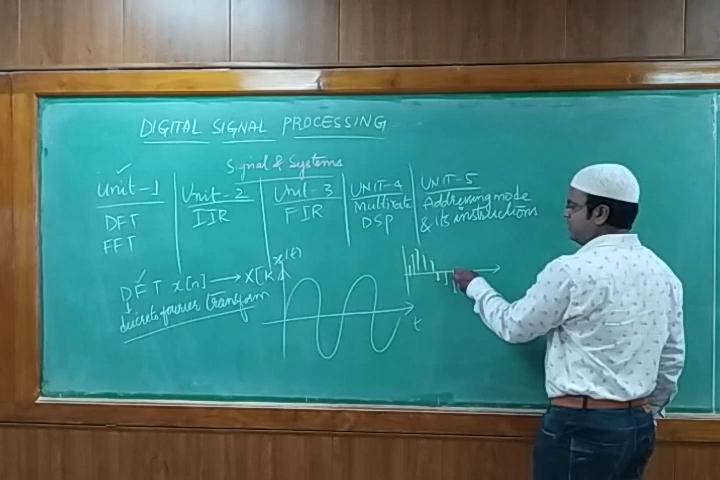 DIGITAL SIGNAL PROCESSING
Signal & Systems
Unit-1
DFT
FFT
Unit-2
IIR
Unit-3
FIR
UNIT-4
Multirate
DSP
UNIT-5
Addressing mode
& its instructions
DFT x[n] → X[k]
discrete fourier transform
x(t)
t